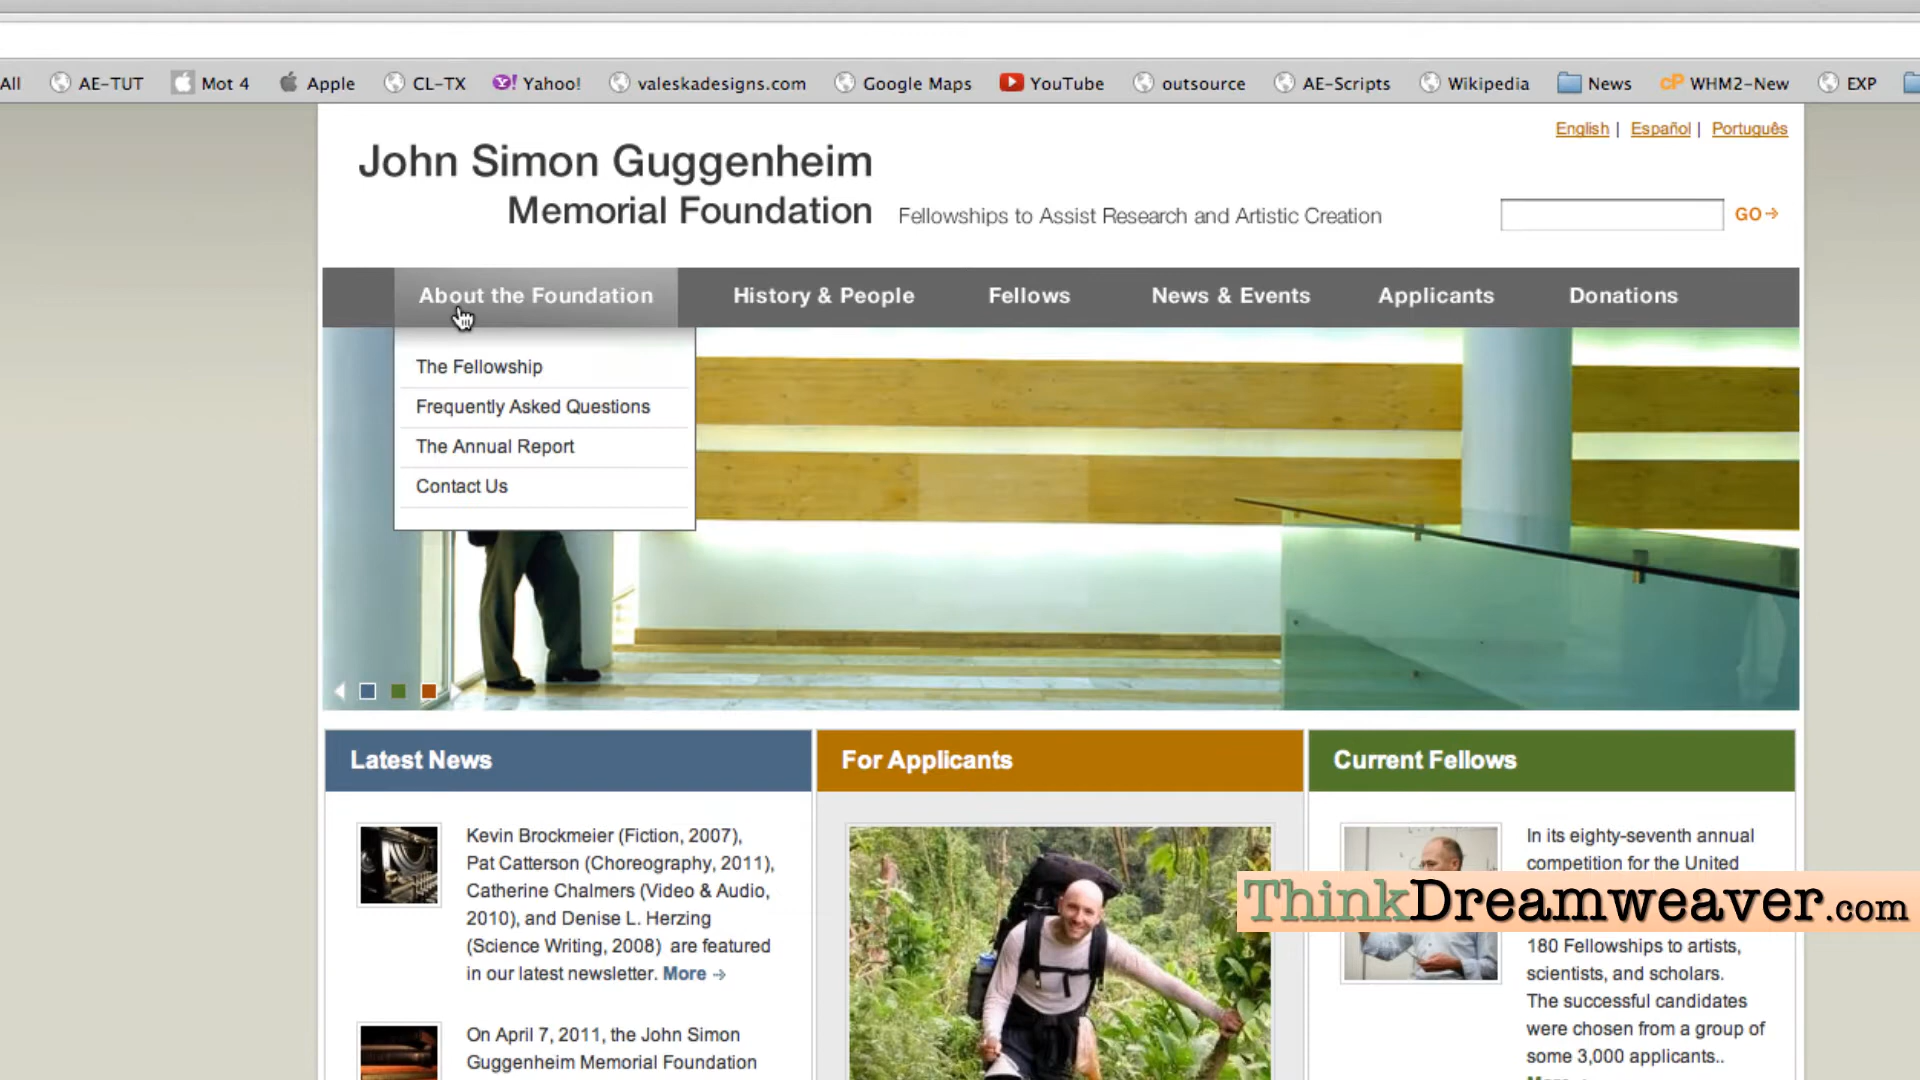 All AE-TUT Mot 4 Apple CL-TX Yahoo! valeskadesigns.com Google Maps YouTube outsource AE-Scripts Wikipedia News cP WHM2-New EXP
English | Español | Português
John Simon Guggenheim
Memorial Foundation Fellowships to Assist Research and Artistic Creation
GO
About the Foundation History & People Fellows News & Events Applicants Donations
The Fellowship
Frequently Asked Questions
The Annual Report
Contact Us
Latest News
Kevin Brockmeier (Fiction, 2007),
Pat Catterson (Choreography, 2011),
Catherine Chalmers (Video & Audio,
2010), and Denise L. Herzing
(Science Writing, 2008) are featured
in our latest newsletter. More
On April 7, 2011, the John Simon
Guggenheim Memorial Foundation
For Applicants
Current Fellows
In its eighty-seventh annual
competition for the United
ThinkDreamweaver.com
180 Fellowships to artists,
scientists, and scholars.
The successful candidates
were chosen from a group of
some 3,000 applicants..